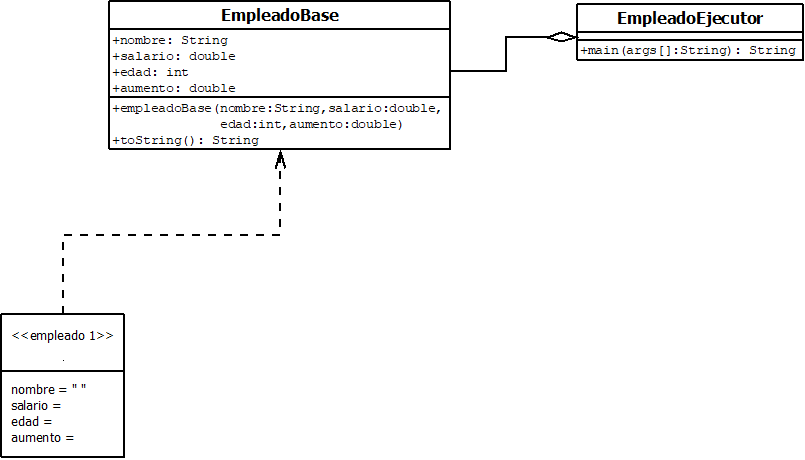 EmpleadoBase
+nombre: String
+salario: double
+edad: int
+aumento: double
+empleadoBase(nombre:String,salario:double,
edad:int,aumento:double)
+toString(): String
EmpleadoEjecutor
+main(args[]:String): String
<<empleado 1>>
.
nombre = " "
salario =
edad =
aumento =